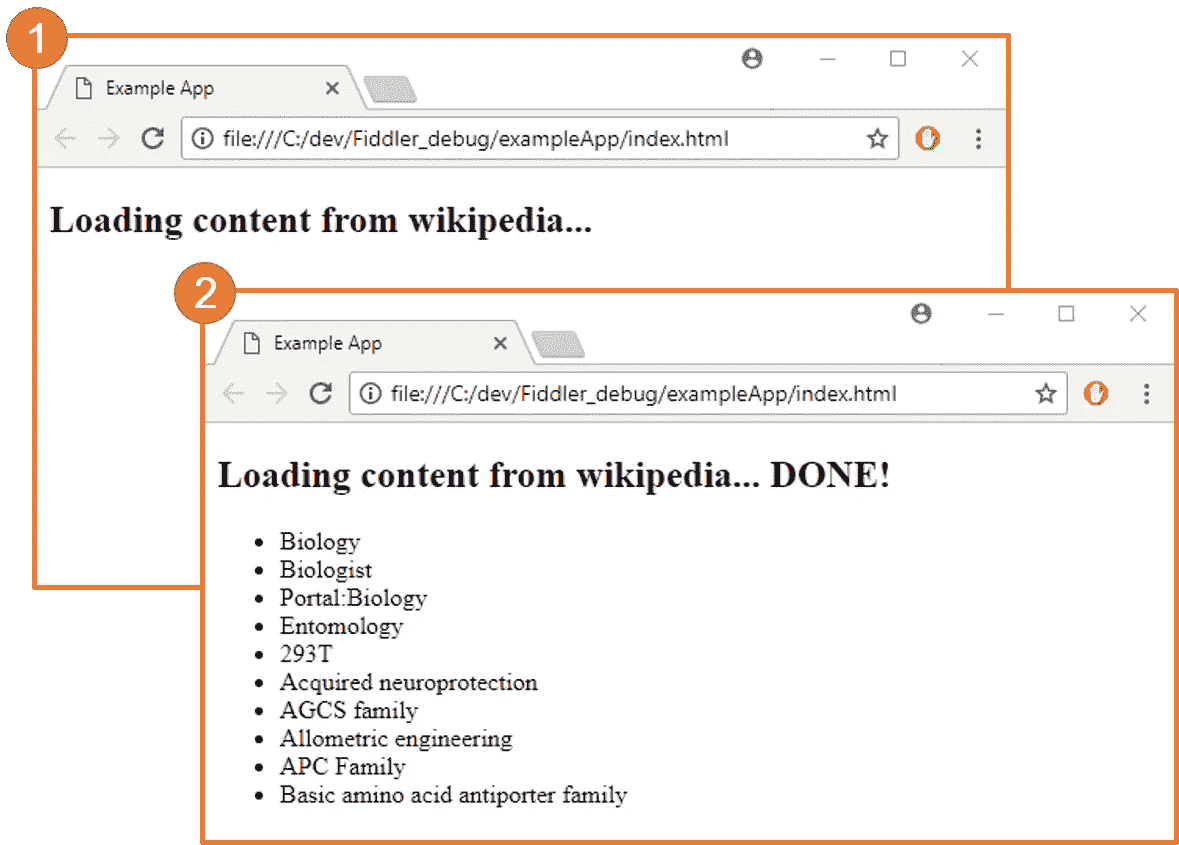 1
Example App
file:///C:/dev/Fiddler_debug/exampleApp/index.html
Loading content from wikipedia...
2
Example App
file:///C:/dev/Fiddler_debug/exampleApp/index.html
Loading content from wikipedia... DONE!
• Biology
• Biologist
• Portal:Biology
• Entomology
• 293T
• Acquired neuroprotection
• AGCS family
• Allometric engineering
• APC Family
• Basic amino acid antiporter family